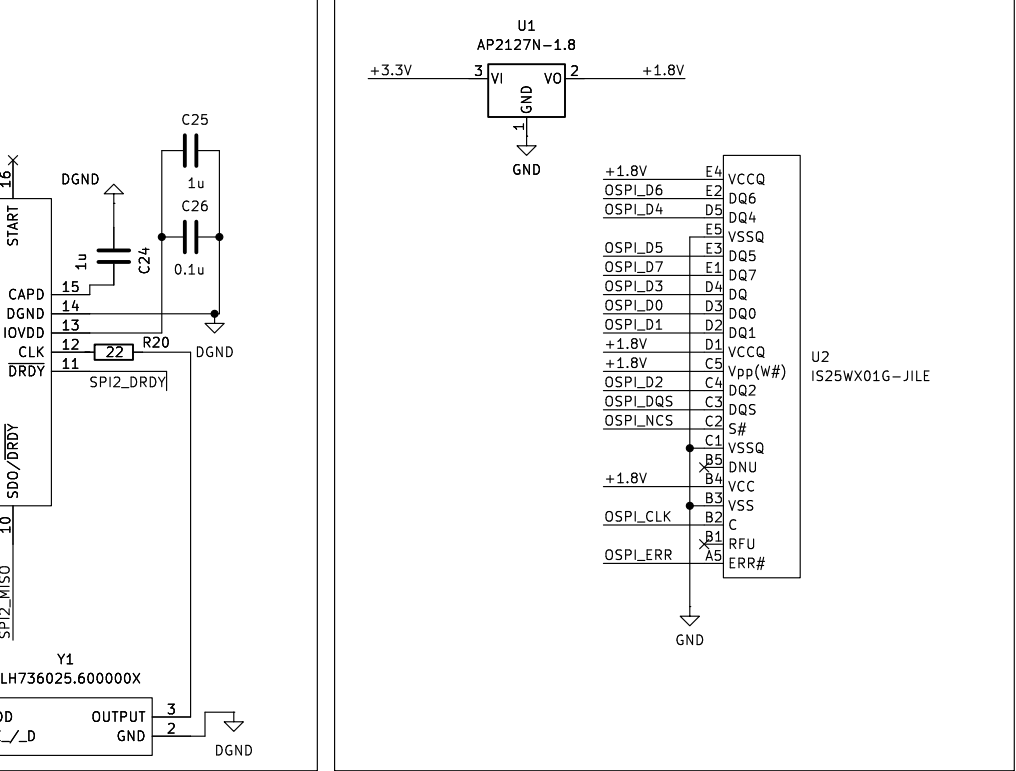 U1
AP2127N-1.8
+3.3V
3
VI
VO
2
+1.8V
GND
1
GND
C25
1u
16
START
DGND
C26
0.1u
1u
C24
CAPD
15
DGND
14
IOVDD
13
CLK
12
22
R20
DRDY
11
SPI2_DRDY
DGND
SDO/DRDY
10
SPI2_MISO
Y1
LH736025.600000X
OUTPUT
3
GND
2
_/_D
DGND
+1.8V E4 VCCQ
OSPI_D6 E2 DQ6
OSPI_D4 D5 DQ4
E5 VSSQ
OSPI_D5 E3 DQ5
OSPI_D7 E1 DQ7
OSPI_D3 D4 DQ
OSPI_D0 D3 DQ0
OSPI_D1 D2 DQ1
+1.8V D1 VCCQ
+1.8V C5 Vpp(W#)
OSPI_D2 C4 DQ2
OSPI_DQS C3 DQS
OSPI_NCS C2 S#
C1 VSSQ
B5 DNU
+1.8V B4 VCC
B3 VSS
OSPI_CLK B2 C
B1 RFU
OSPI_ERR A5 ERR#
U2
IS25WX01G-JILE
GND